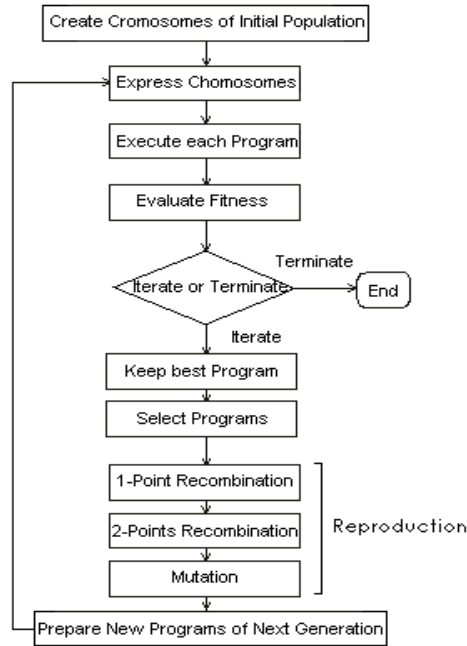 Create Cromosomes of Initial Population
Express Chomosomes
Execute each Program
Evaluate Fitness
Iterate or Terminate
Terminate
End
Iterate
Keep best Program
Select Programs
1-Point Recombination
2-Points Recombination
Mutation
Reproduction
Prepare New Programs of Next Generation